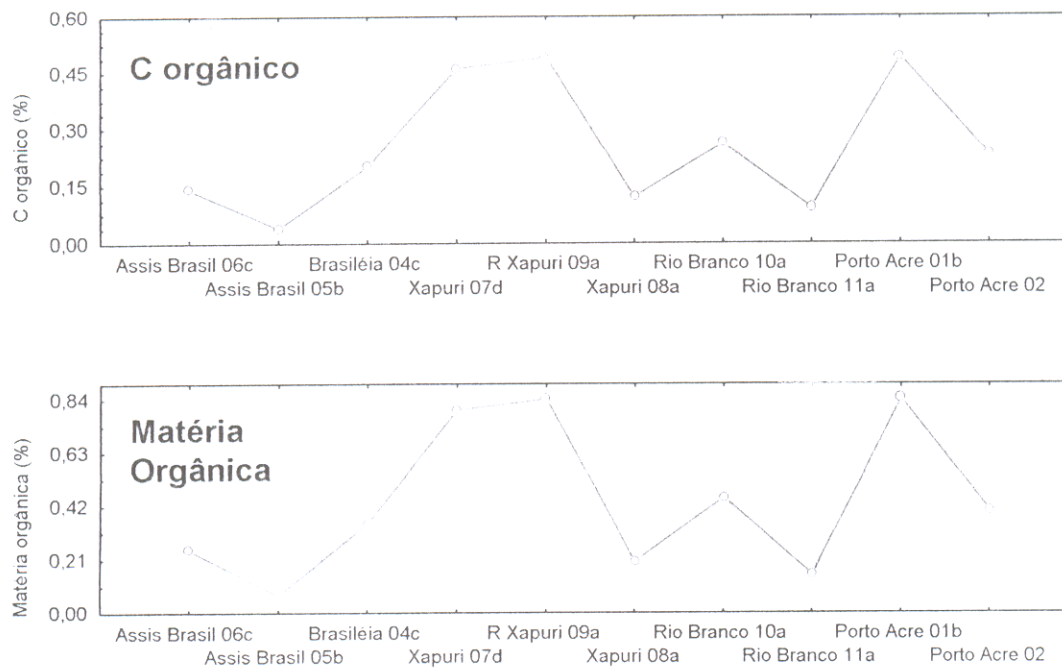 0,60
C orgânico
0,45
0,30
0,15
0,00
C orgânico (%)
Assis Brasil 06c Brasiléia 04c R Xapuri 09a Rio Branco 10a Porto Acre 01b
Assis Brasil 05b Xapuri 07d Xapuri 08a Rio Branco 11a Porto Acre 02
0,84
Matéria
0,63
Orgânica
0,42
0,21
0,00
Matéria orgânica (%)
Assis Brasil 06c Brasiléia 04c R Xapuri 09a Rio Branco 10a Porto Acre 01b
Assis Brasil 05b Xapuri 07d Xapuri 08a Rio Branco 11a Porto Acre 02